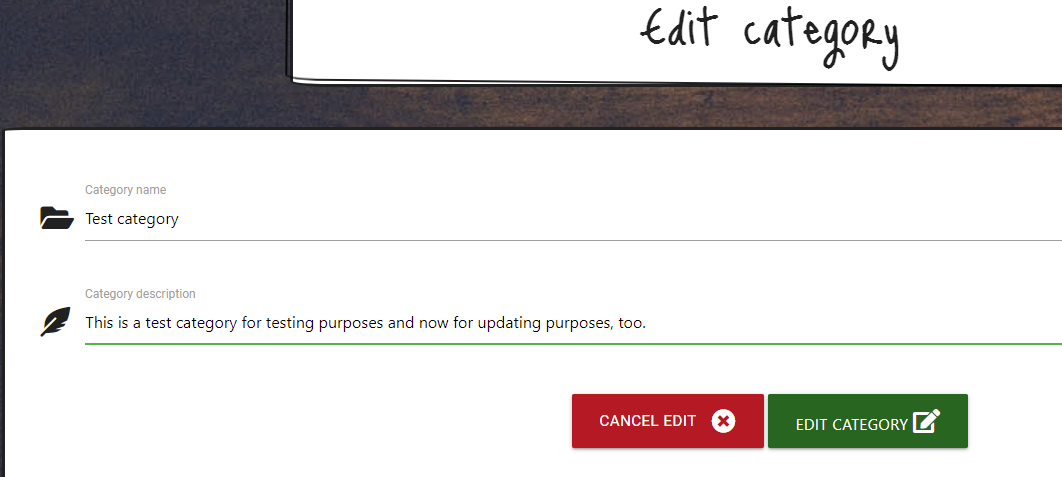 Edit category
Category name
Test category
Category description
This is a test category for testing purposes and now for updating purposes, too.
CANCEL EDIT
EDIT CATEGORY